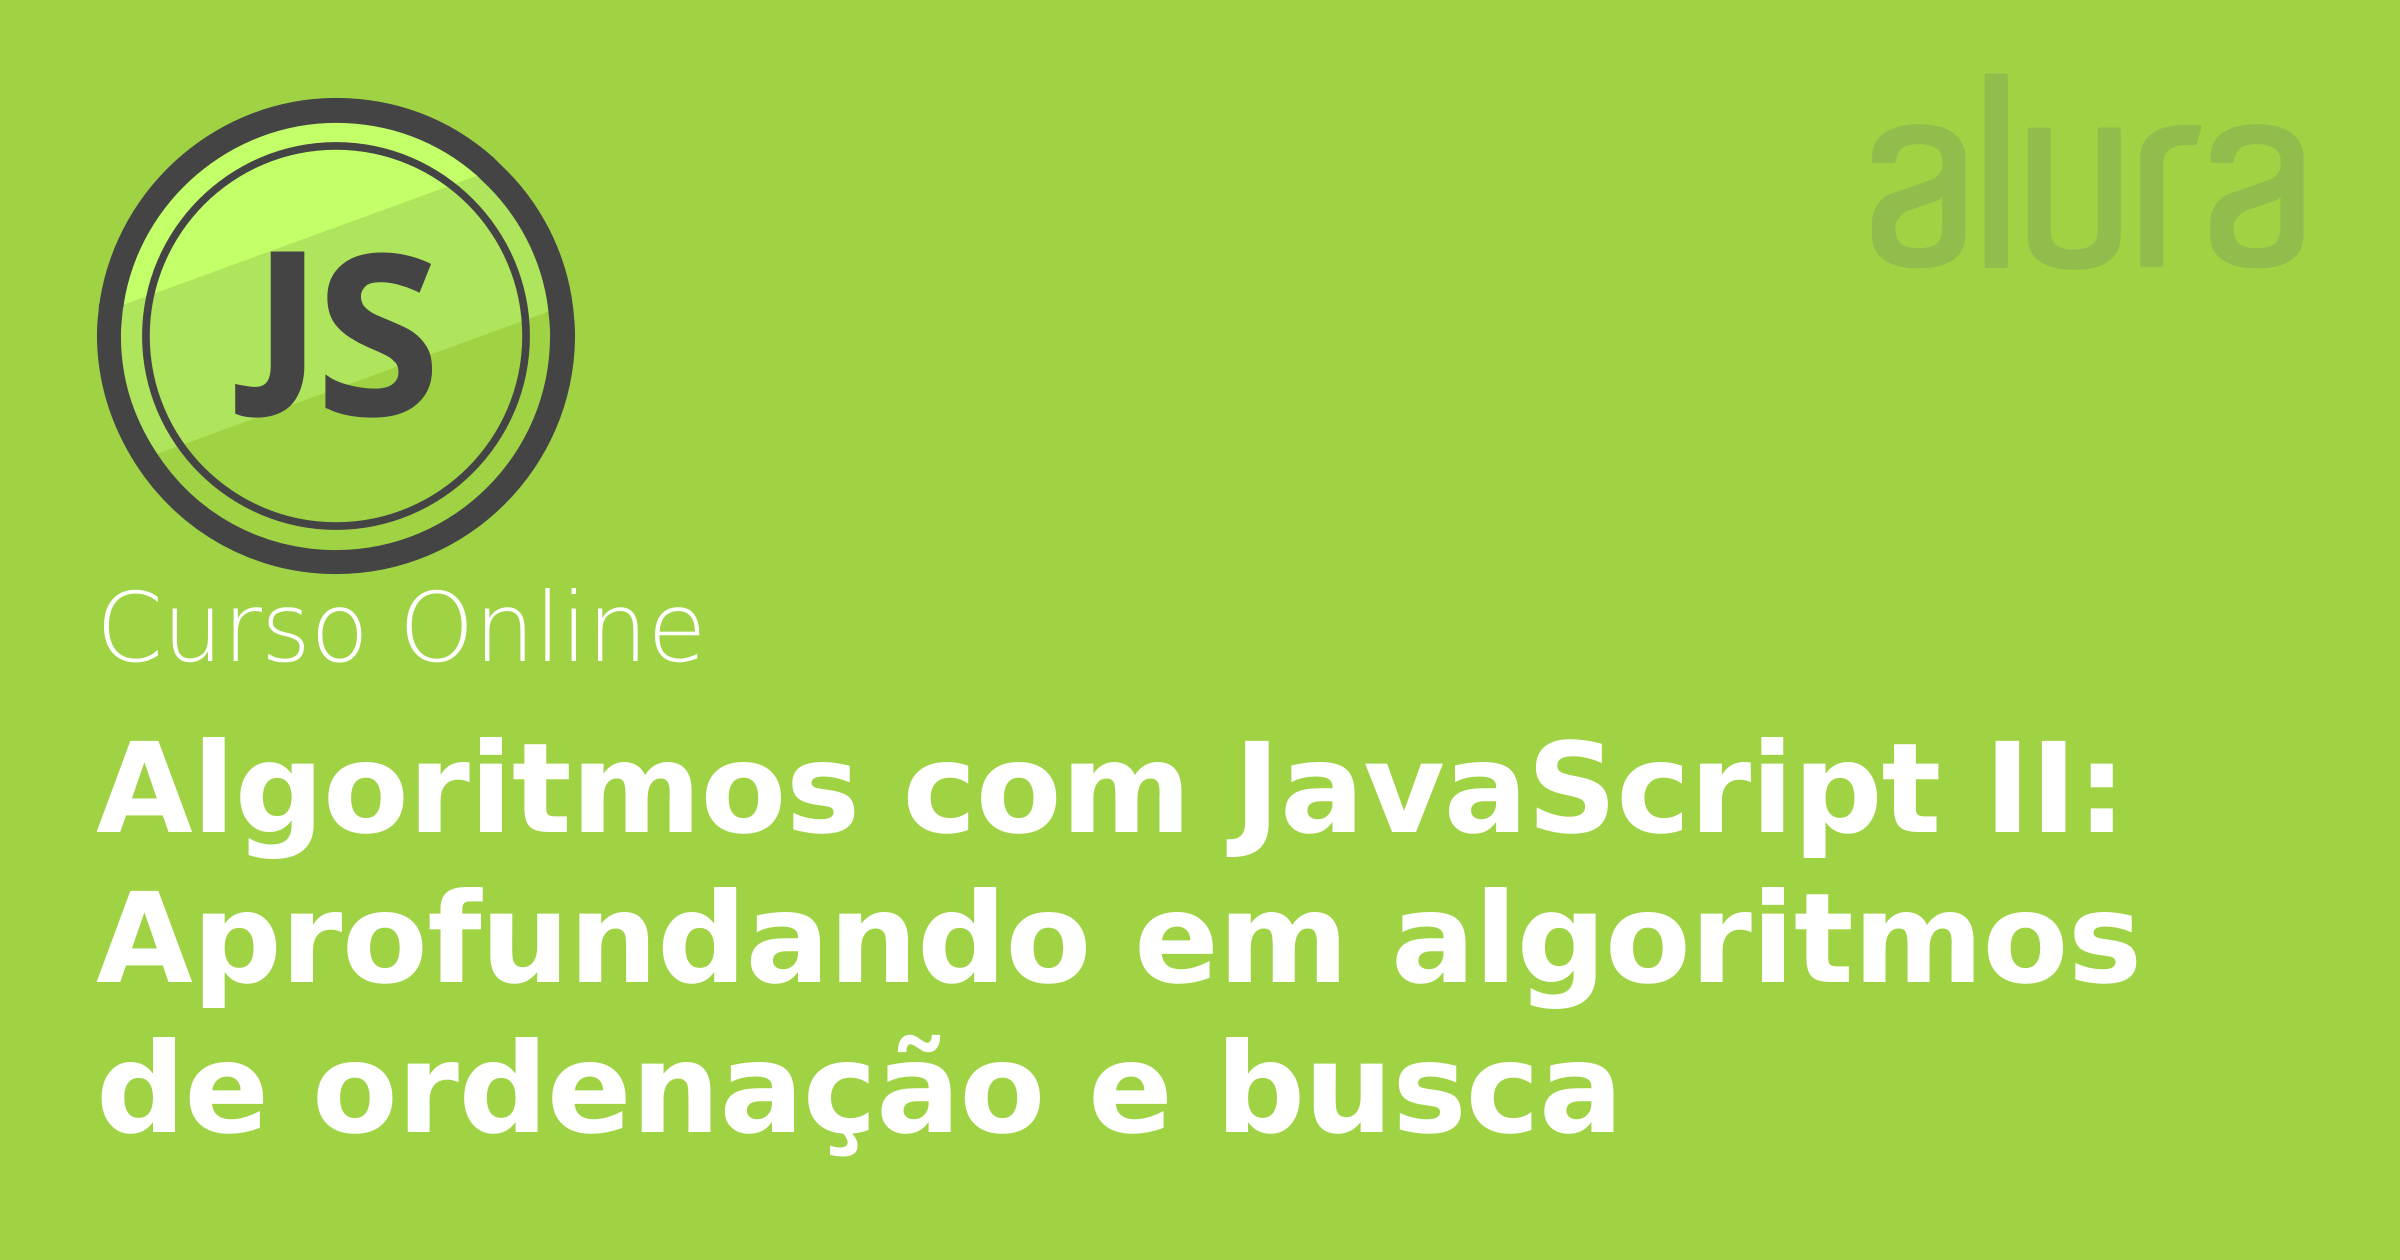 alura
JS
Curso Online
Algoritmos com JavaScript II:
Aprofundando em algoritmos
de ordenação e busca